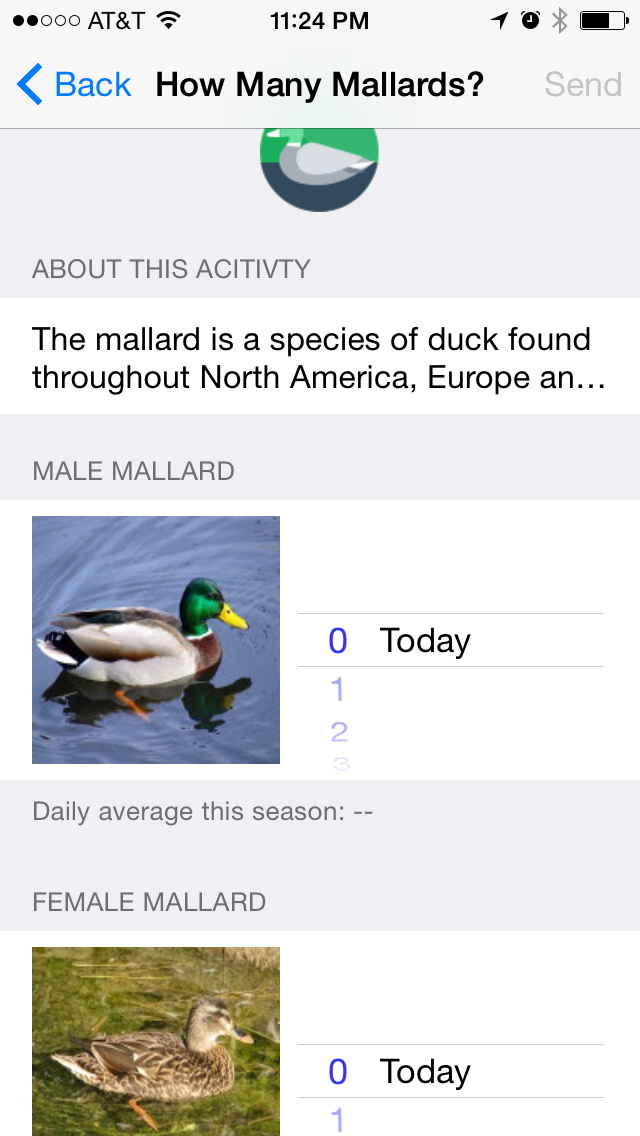 AT&T 11:24 PM
Back How Many Mallards? Send
ABOUT THIS ACITIVTY
The mallard is a species of duck found
throughout North America, Europe an…
MALE MALLARD
0 Today
1
2
3
Daily average this season: --
FEMALE MALLARD
0 Today
1